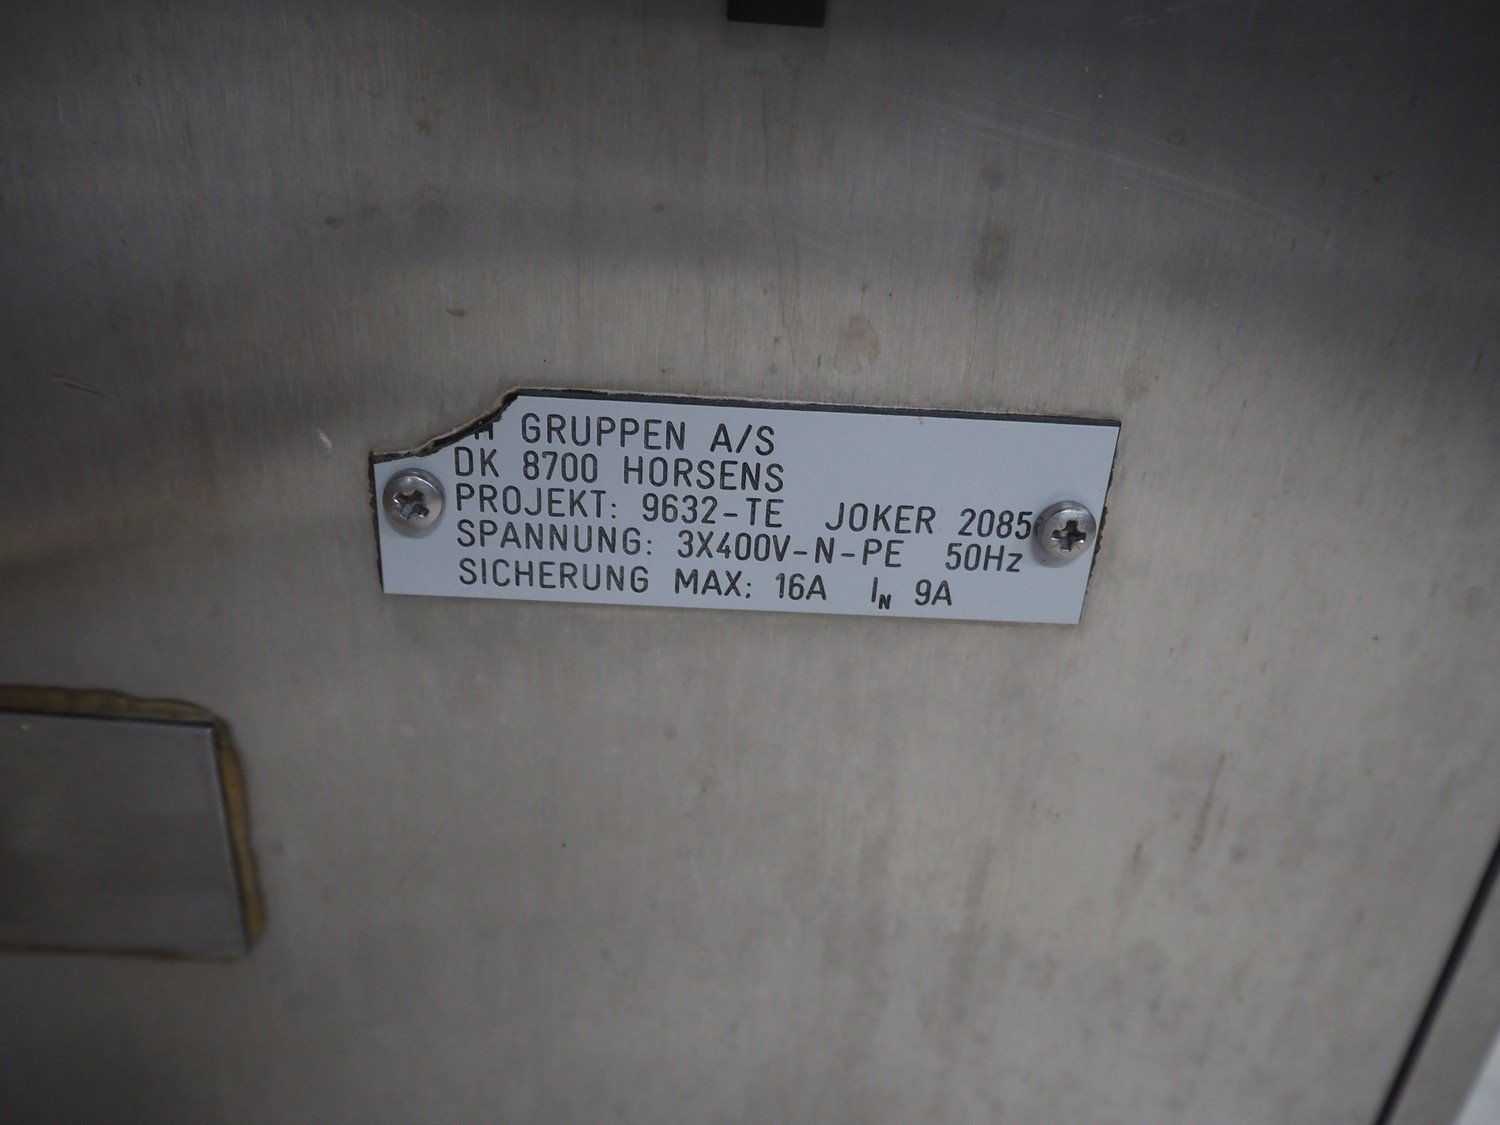 GRUPPEN A/S
DK 8700 HORSENS
PROJEKT: 9632-TE JOKER 2085
SPANNUNG: 3X400V-N-PE 50Hz
SICHERUNG MAX: 16A IN 9A